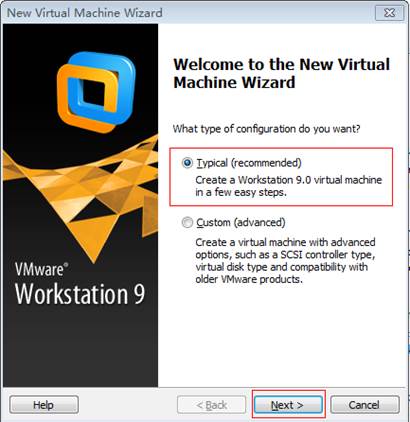 New Virtual Machine Wizard
Welcome to the New Virtual
Machine Wizard
What type of configuration do you want?
Typical (recommended)
Create a Workstation 9.0 virtual machine
in a few easy steps.
Custom (advanced)
Create a virtual machine with advanced
options, such as a SCSI controller type,
virtual disk type and compatibility with
older VMware products.
VMware®
Workstation 9
Help
< Back
Next >
Cancel